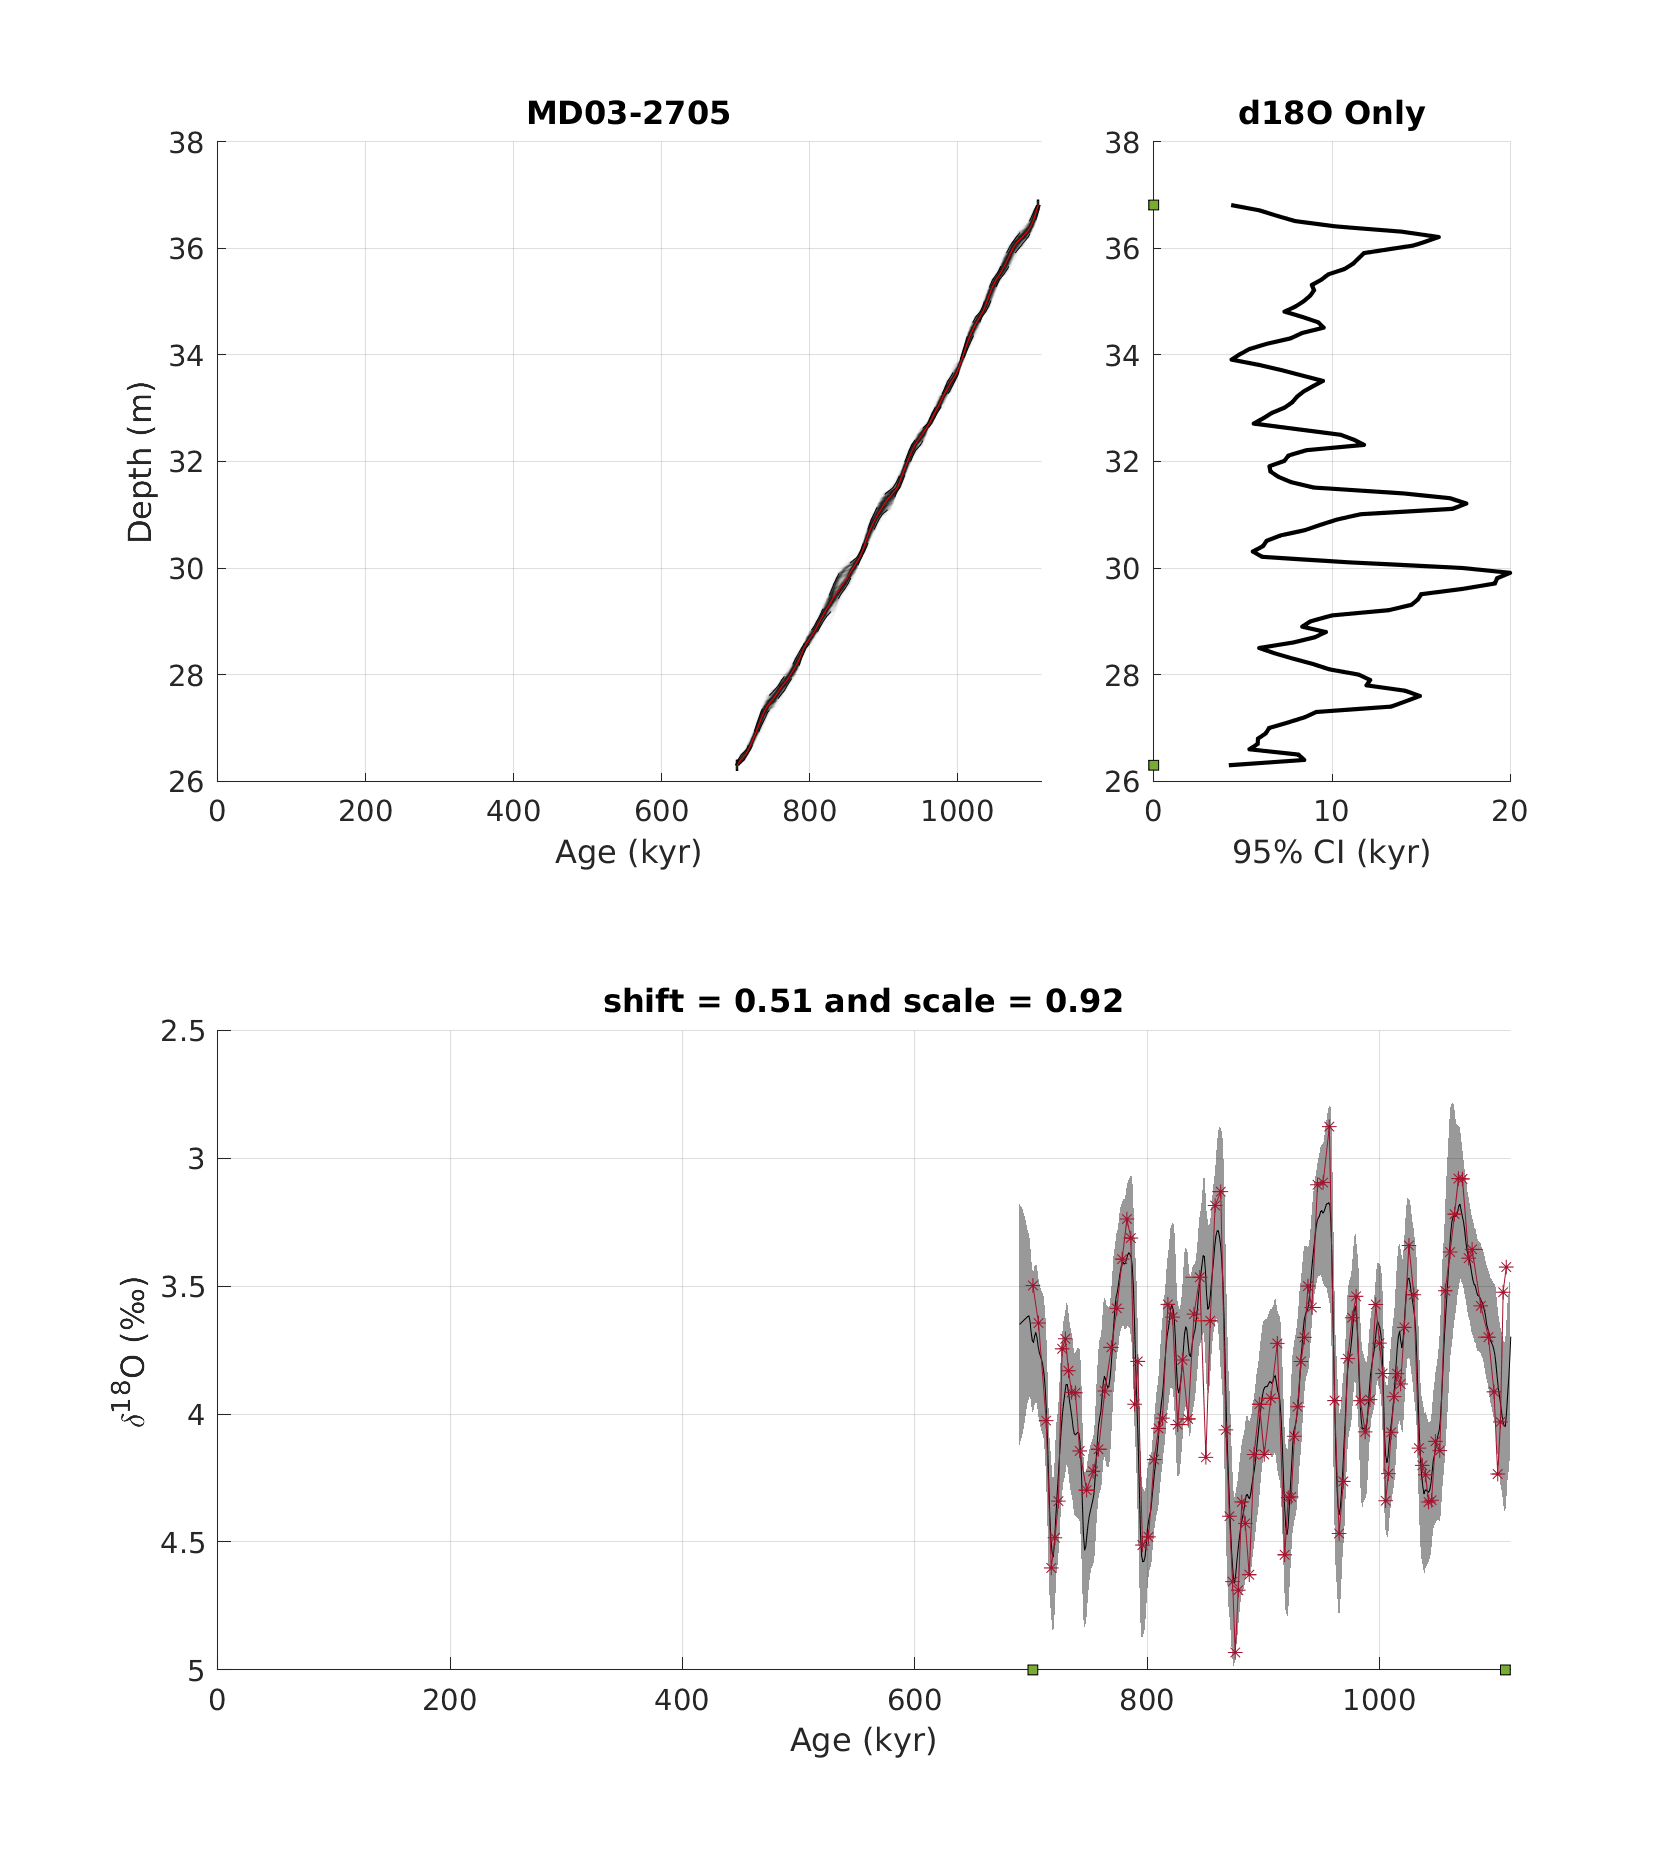 MD03-2705
d18O Only
38
36
34
32
30
28
26
Depth (m)
0 200 400 600 800 1000
Age (kyr)
38
36
34
32
30
28
26
0 10 20
95% CI (kyr)
shift = 0.51 and scale = 0.92
2.5
3
3.5
4
4.5
5
δ¹⁸O (‰)
0 200 400 600 800 1000
Age (kyr)